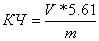 КЧ = V * 5.61 / m